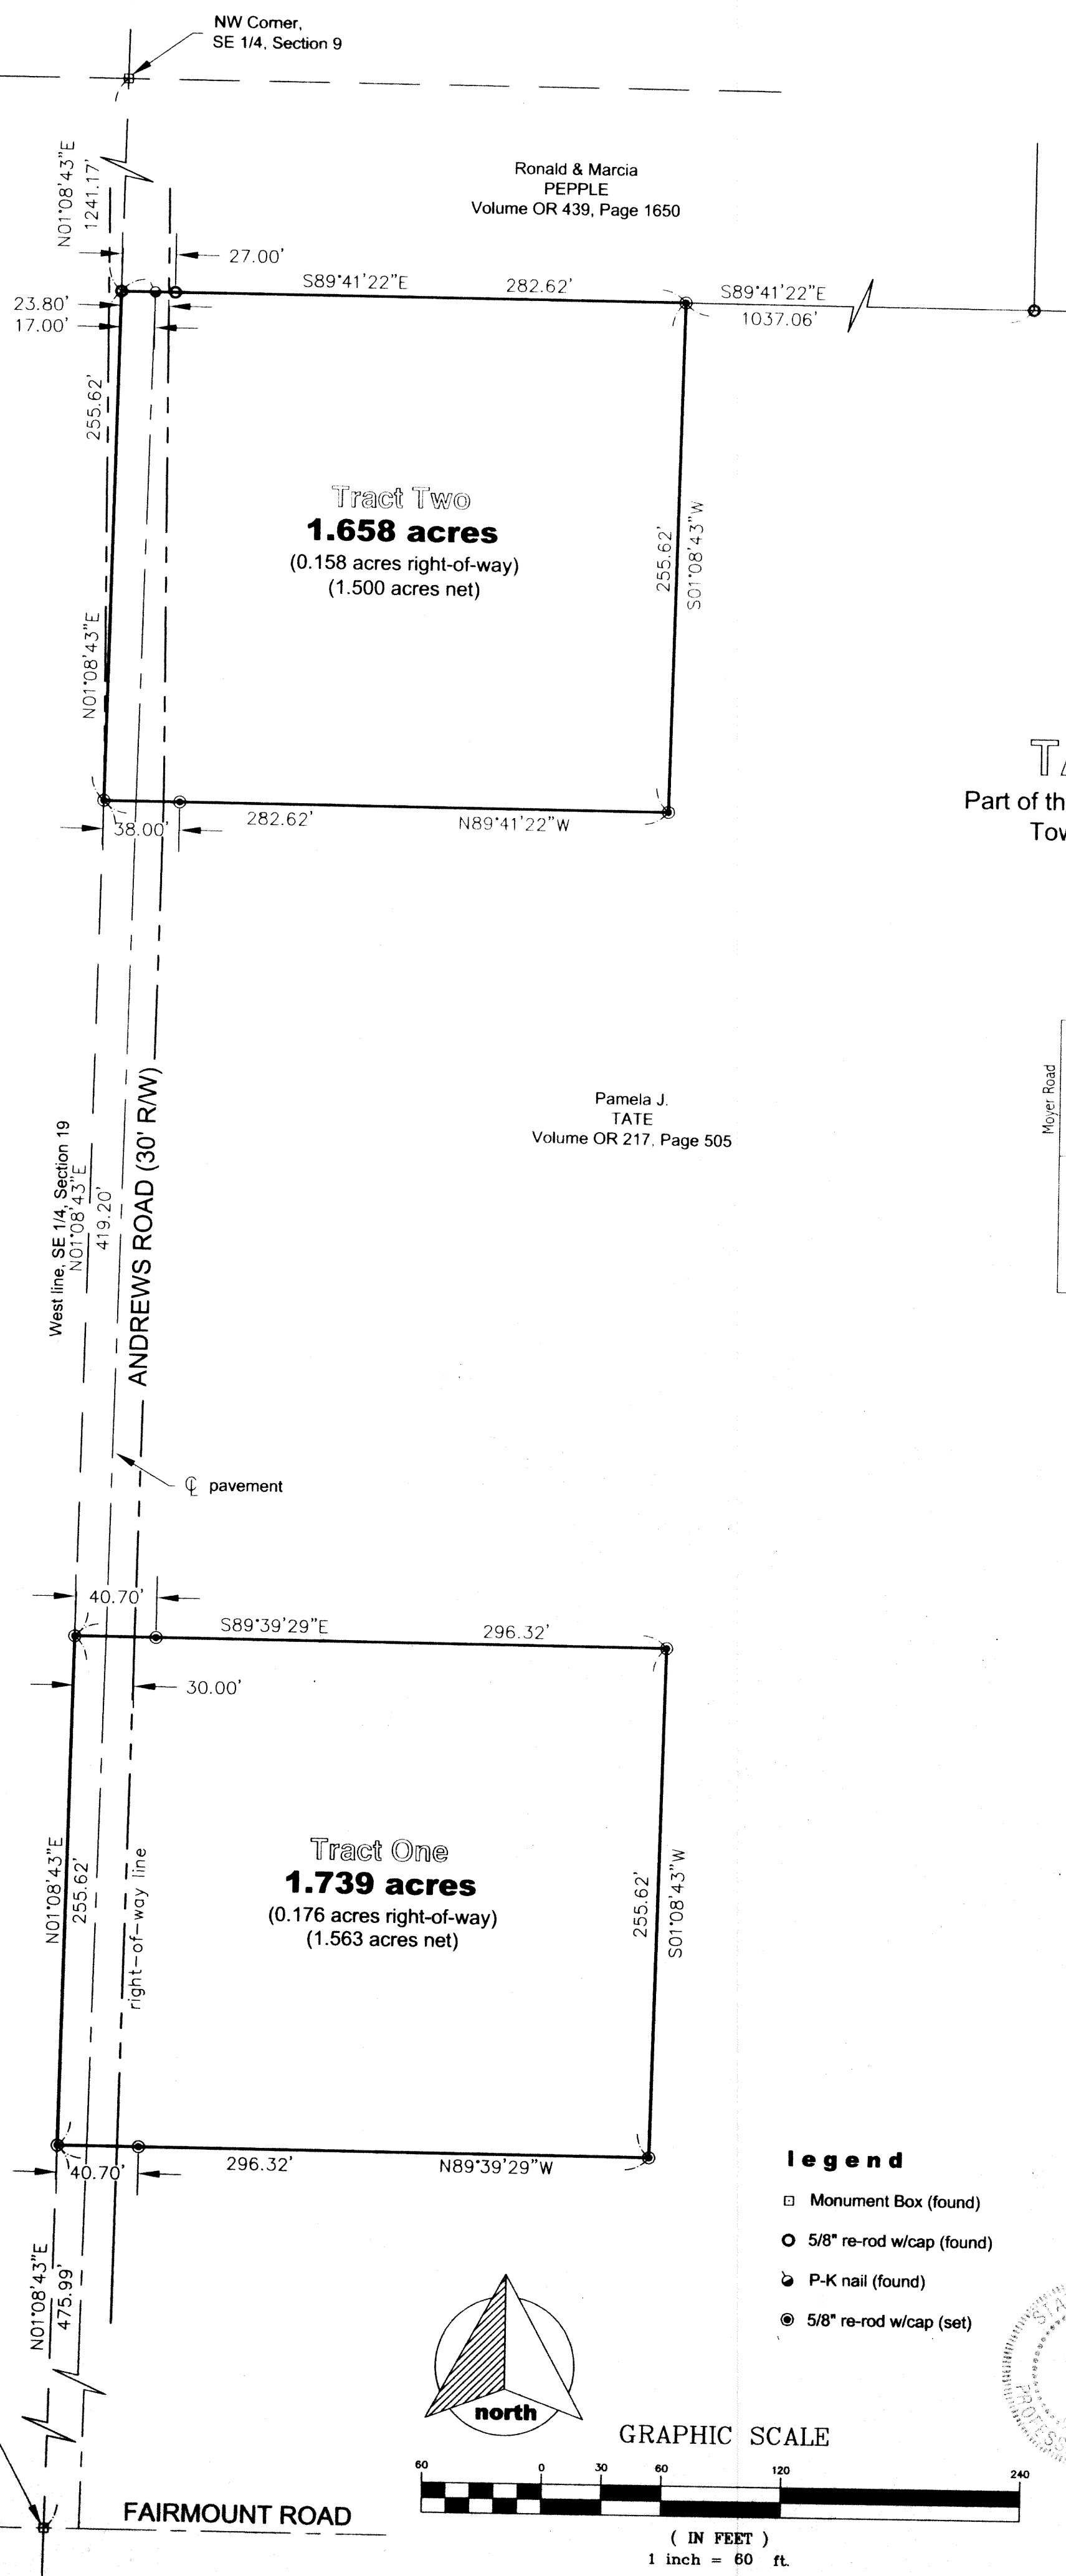 NW Corner,
SE 1/4, Section 9
N01°08'43"E
1241.17'
Ronald & Marcia
PEPPLE
Volume OR 439, Page 1650
27.00'
S89°41'22"E 282.62'
S89°41'22"E
1037.06'
23.80'
17.00'
255.62'
N01°08'43"E
Tract Two
1.658 acres
(0.158 acres right-of-way)
(1.500 acres net)
255.62'
S01°08'43"W
38.00'
282.62' N89°41'22"W
Part of th
Tow
Moyer Road
Pamela J.
TATE
Volume OR 217, Page 505
West line, SE 1/4, Section 19
N01°08'43"E
419.20'
ANDREWS ROAD (30' R/W)
℄ pavement
40.70'
S89°39'29"E 296.32'
30.00'
N01°08'43"E
255.62'
right-of-way line
Tract One
1.739 acres
(0.176 acres right-of-way)
(1.563 acres net)
255.62'
S01°08'43"W
40.70'
296.32' N89°39'29"W
N01°08'43"E
475.99'
legend
Monument Box (found)
5/8" re-rod w/cap (found)
P-K nail (found)
5/8" re-rod w/cap (set)
north
GRAPHIC SCALE
60 0 30 60 120 240
( IN FEET )
1 inch = 60 ft.
FAIRMOUNT ROAD